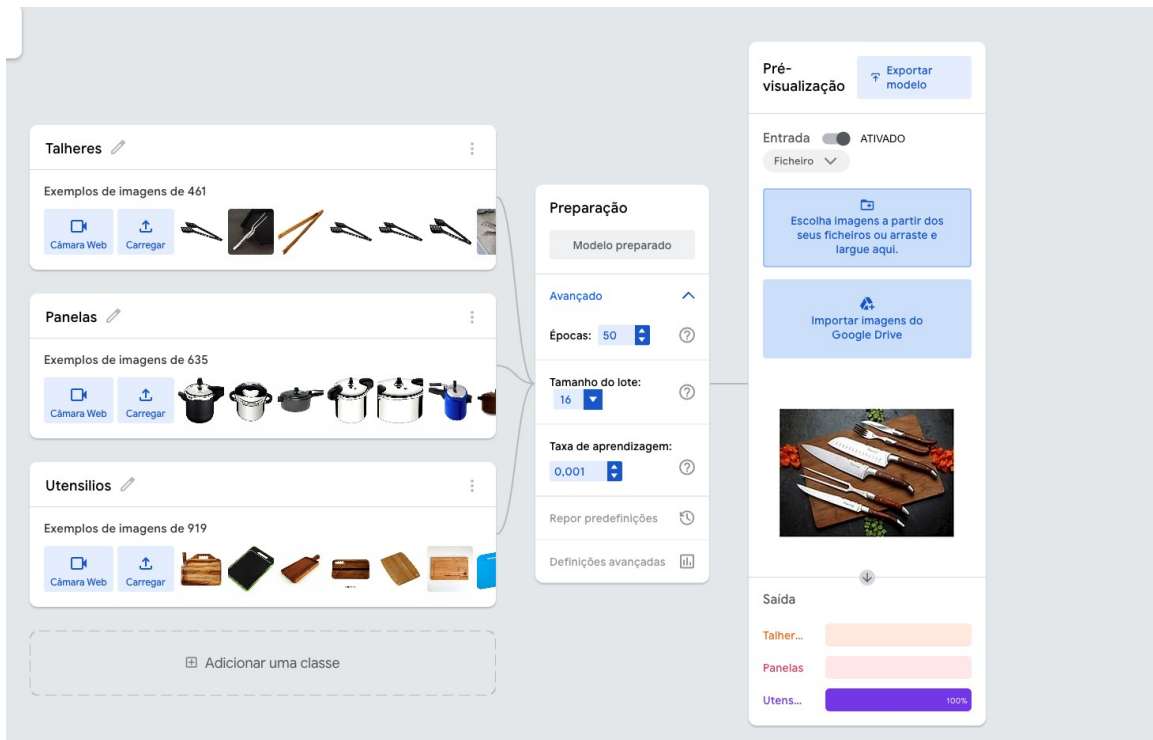 Talheres
Exemplos de imagens de 461
Câmara Web
Carregar
Panelas
Exemplos de imagens de 635
Câmara Web
Carregar
Utensilios
Exemplos de imagens de 919
Câmara Web
Carregar
Adicionar uma classe
Preparação
Modelo preparado
Avançado
Épocas: 50
Tamanho do lote:
16
Taxa de aprendizagem:
0,001
Repor predefinições
Definições avançadas
Pré-
visualização
Exportar
modelo
Entrada ATIVADO
Ficheiro
Escolha imagens a partir dos
seus ficheiros ou arraste e
largue aqui.
Importar imagens do
Google Drive
Saída
Talher...
Panelas
Utens... 100%